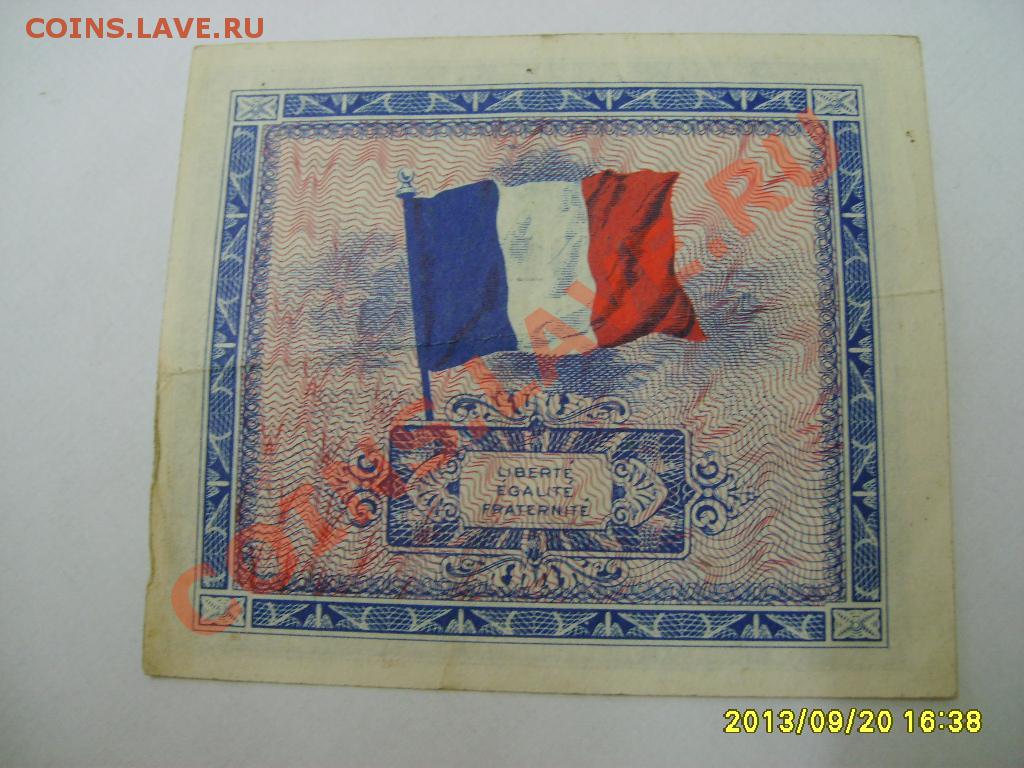 COINS.LAVE.RU
COINS.LAVE.RU
LIBERTE
EGALITE
FRATERNITE
2013/09/20 16:38